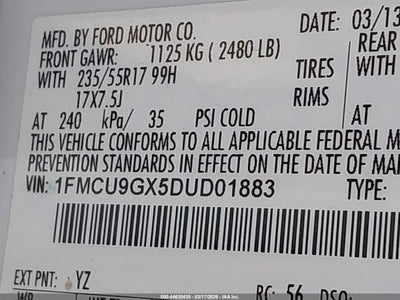 MFD. BY FORD MOTOR CO. DATE: 03/13
FRONT GAWR: 1125 KG ( 2480 LB) REAR
WITH 235/55R17 99H TIRES WITH
17X7.5J RIMS
AT 240 kPa/ 35 PSI COLD AT
THIS VEHICLE CONFORMS TO ALL APPLICABLE FEDERAL M
PREVENTION STANDARDS IN EFFECT ON THE DATE OF MA
VIN: 1FMCU9GX5DUD01883 TYPE:
EXT PNT: YZ RC: 56 DSO: